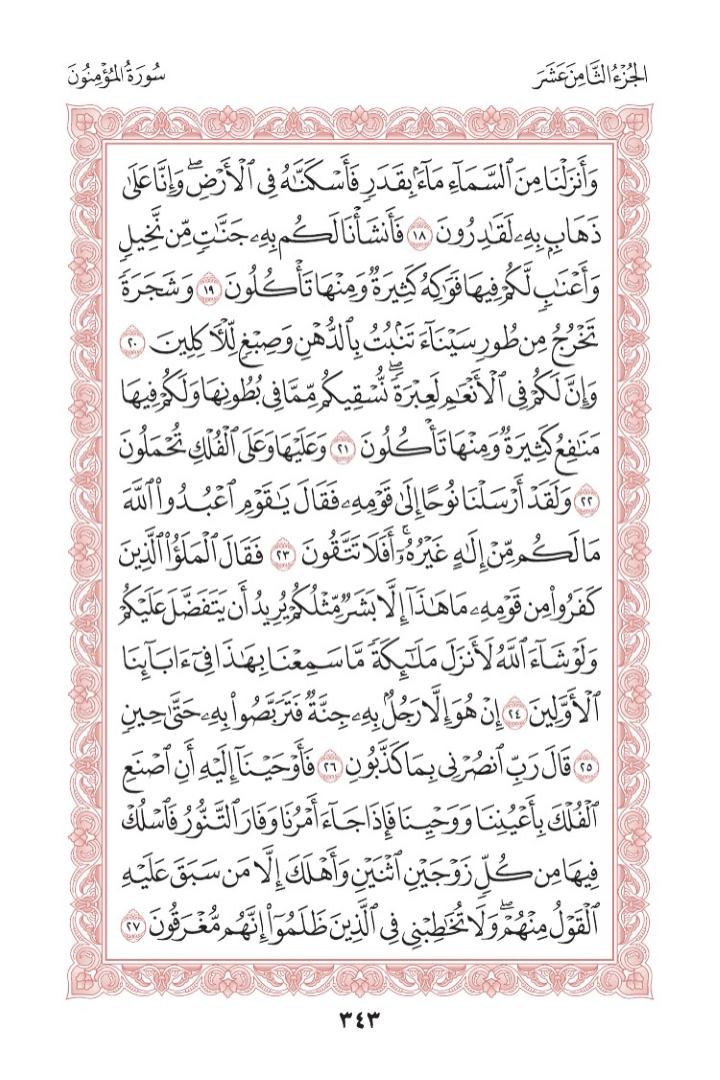 الجُزْءُ الثَّامِنَ عَشَرَ
سُورَةُ المُؤْمِنُونَ
وَأَنزَلْنَا مِنَ ٱلسَّمَآءِ مَآءَۢ بِقَدَرٖ فَأَسۡكَنَّٰهُ فِي ٱلۡأَرۡضِۖ وَإِنَّا عَلَىٰ
ذَهَابِۭ بِهِۦ لَقَٰدِرُونَ ١٨ فَأَنشَأۡنَا لَكُم بِهِۦ جَنَّٰتٖ مِّن نَّخِيلٖ
وَأَعۡنَٰبٖ لَّكُمۡ فِيهَا فَوَٰكِهُ كَثِيرَةٞ وَمِنۡهَا تَأۡكُلُونَ ١٩ وَشَجَرَةٗ
تَخۡرُجُ مِن طُورِ سَيۡنَآءَ تَنۢبُتُ بِٱلدُّهۡنِ وَصِبۡغٖ لِّلۡأٓكِلِينَ ٢٠
وَإِنَّ لَكُمۡ فِي ٱلۡأَنۡعَٰمِ لَعِبۡرَةٗۖ نُّسۡقِيكُم مِّمَّا فِي بُطُونِهَا وَلَكُمۡ فِيهَا
مَنَٰفِعُ كَثِيرَةٞ وَمِنۡهَا تَأۡكُلُونَ ٢١ وَعَلَيۡهَا وَعَلَى ٱلۡفُلۡكِ تُحۡمَلُونَ
٢٢ وَلَقَدۡ أَرۡسَلۡنَا نُوحًا إِلَىٰ قَوۡمِهِۦ فَقَالَ يَٰقَوۡمِ ٱعۡبُدُواْ ٱللَّهَ
مَا لَكُم مِّنۡ إِلَٰهٍ غَيۡرُهُۥٓۚ أَفَلَا تَتَّقُونَ ٢٣ فَقَالَ ٱلۡمَلَؤُاْ ٱلَّذِينَ
كَفَرُواْ مِن قَوۡمِهِۦ مَا هَٰذَآ إِلَّا بَشَرٞ مِّثۡلُكُمۡ يُرِيدُ أَن يَتَفَضَّلَ عَلَيۡكُمۡ
وَلَوۡ شَآءَ ٱللَّهُ لَأَنزَلَ مَلَٰٓئِكَةٗ مَّا سَمِعۡنَا بِهَٰذَا فِيٓ ءَابَآئِنَا
ٱلۡأَوَّلِينَ ٢٤ إِنۡ هُوَ إِلَّا رَجُلُۢ بِهِۦ جِنَّةٞ فَتَرَبَّصُواْ بِهِۦ حَتَّىٰ حِينٖ
٢٥ قَالَ رَبِّ ٱنصُرۡنِي بِمَا كَذَّبُونِ ٢٦ فَأَوۡحَيۡنَآ إِلَيۡهِ أَنِ ٱصۡنَعِ
ٱلۡفُلۡكَ بِأَعۡيُنِنَا وَوَحۡيِنَا فَإِذَا جَآءَ أَمۡرُنَا وَفَارَ ٱلتَّنُّورُ فَٱسۡلُكۡ
فِيهَا مِن كُلّٖ زَوۡجَيۡنِ ٱثۡنَيۡنِ وَأَهۡلَكَ إِلَّا مَن سَبَقَ عَلَيۡهِ
ٱلۡقَوۡلُ مِنۡهُمۡۖ وَلَا تُخَٰطِبۡنِي فِي ٱلَّذِينَ ظَلَمُوٓاْ إِنَّهُم مُّغۡرَقُونَ ٢٧
٣٤٣